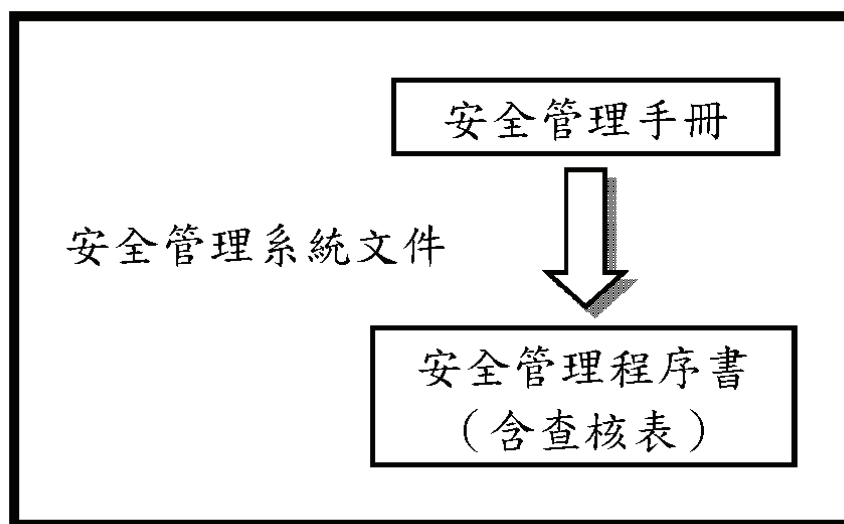 安全管理手冊
安全管理系統文件
安全管理程序書
（含查核表）